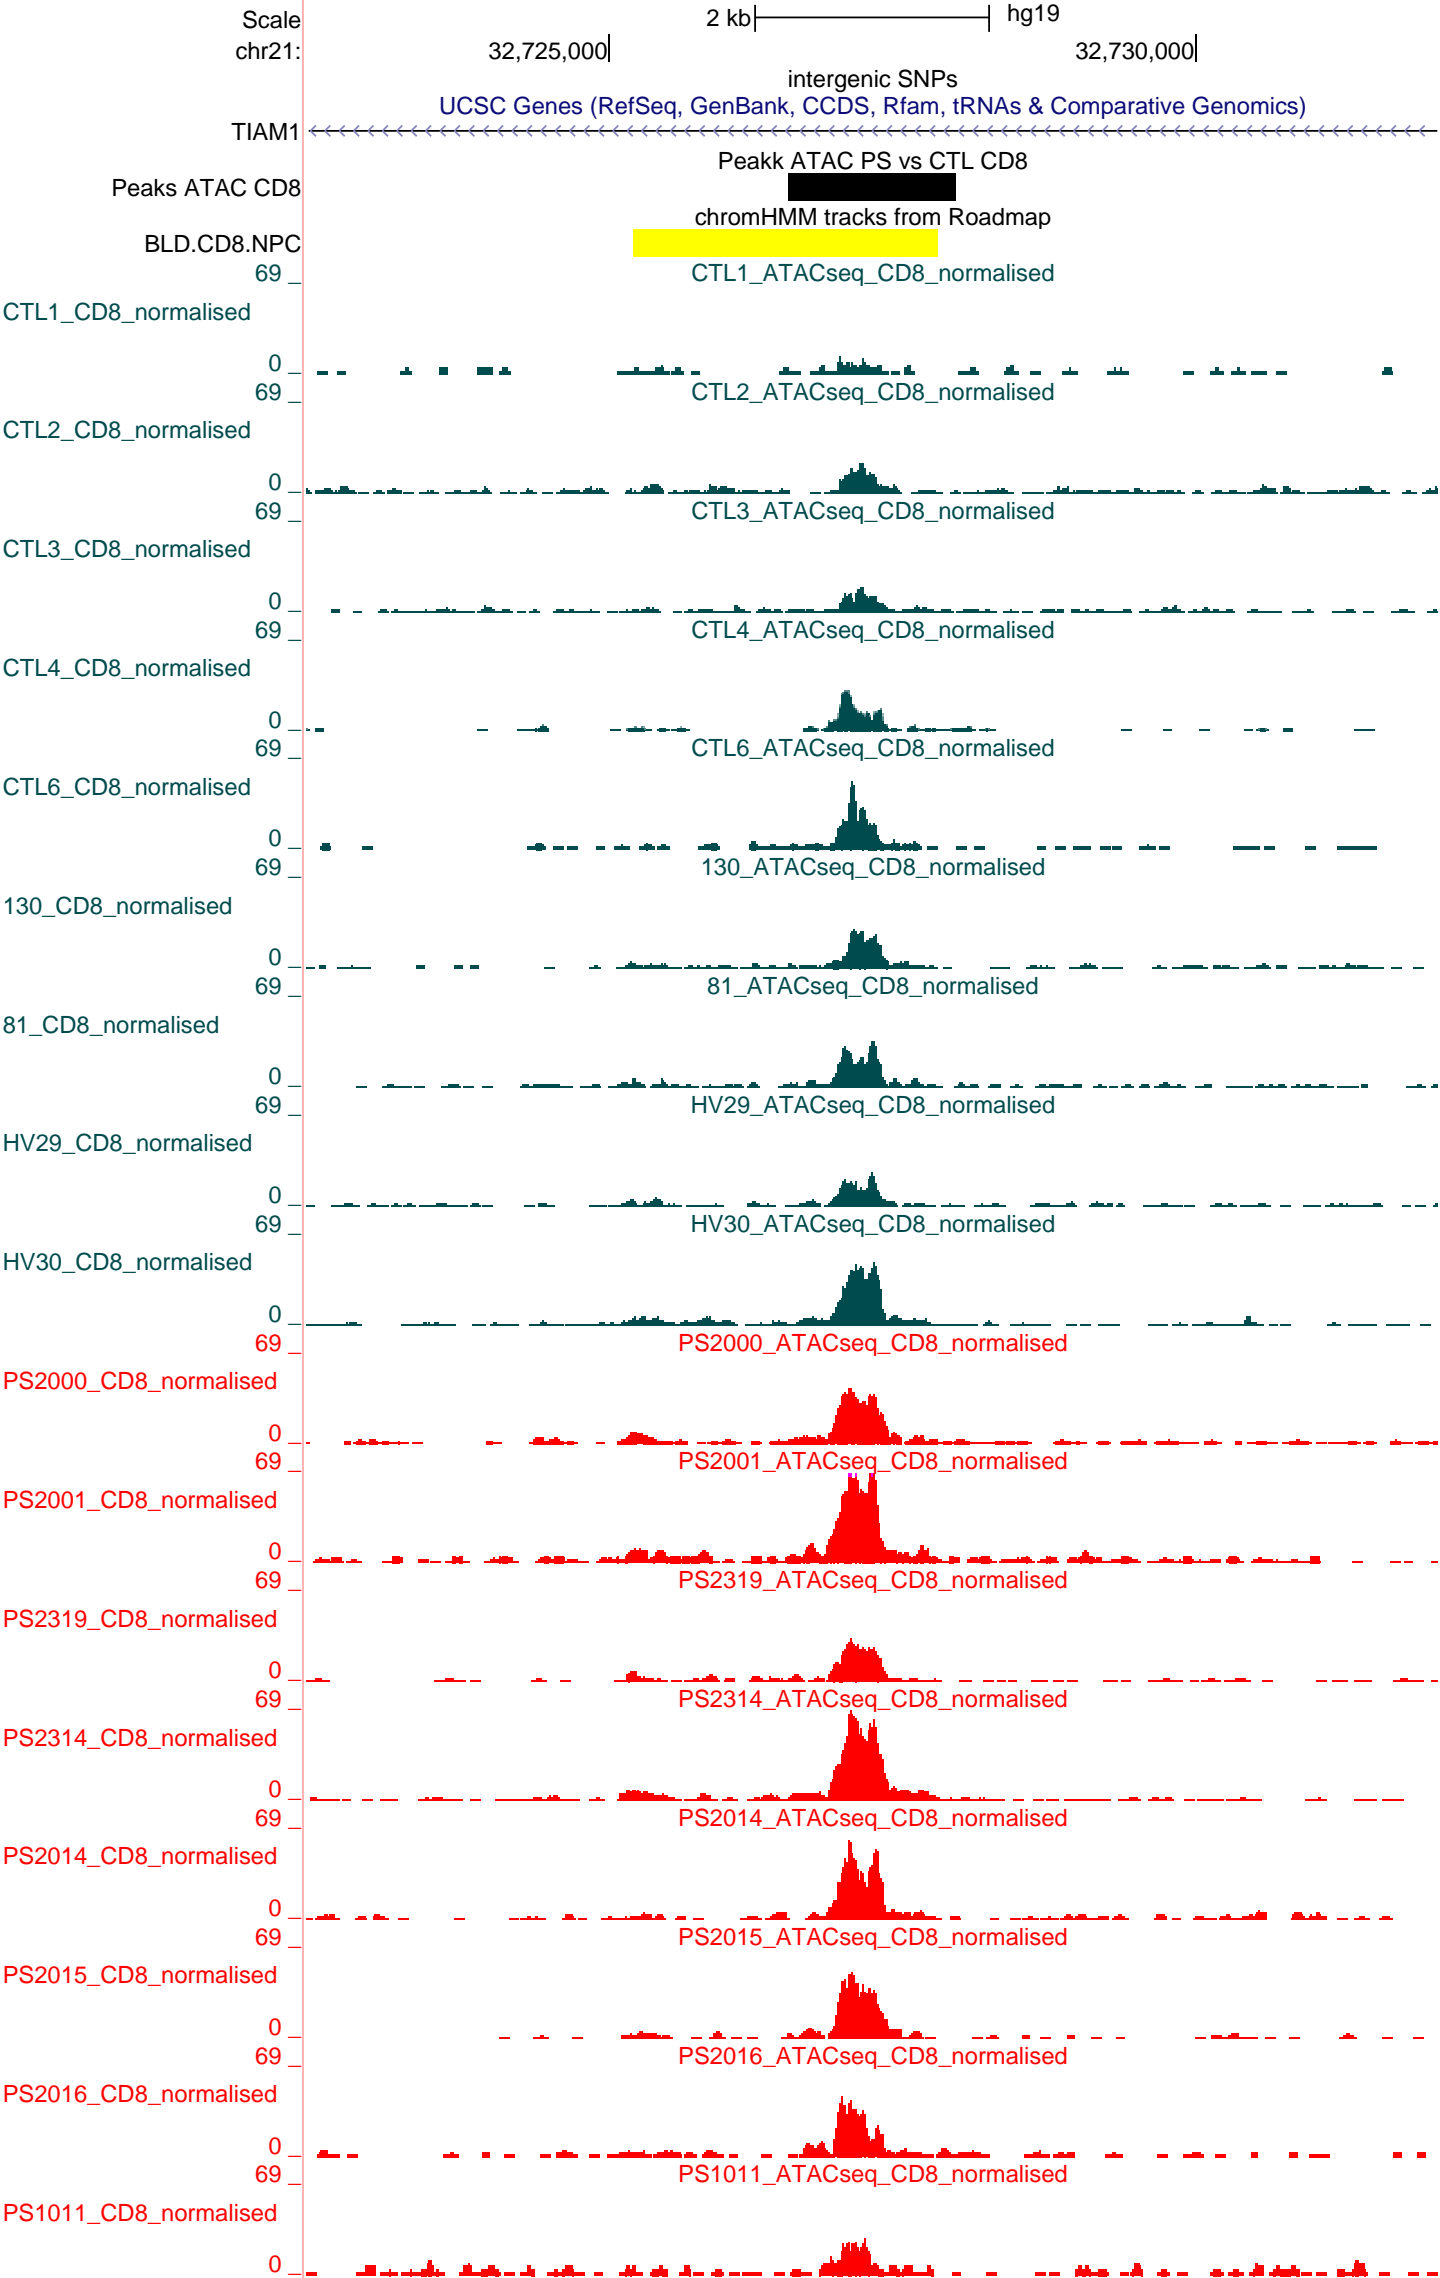 Scale 2 kb hg19
chr21: 32,725,000 32,730,000
intergenic SNPs
UCSC Genes (RefSeq, GenBank, CCDS, Rfam, tRNAs & Comparative Genomics)
TIAM1
Peakk ATAC PS vs CTL CD8
Peaks ATAC CD8
chromHMM tracks from Roadmap
BLD.CD8.NPC
69 _ CTL1_ATACseq_CD8_normalised
CTL1_CD8_normalised
0 _
69 _ CTL2_ATACseq_CD8_normalised
CTL2_CD8_normalised
0 _
69 _ CTL3_ATACseq_CD8_normalised
CTL3_CD8_normalised
0 _
69 _ CTL4_ATACseq_CD8_normalised
CTL4_CD8_normalised
0 _
69 _ CTL6_ATACseq_CD8_normalised
CTL6_CD8_normalised
0 _
69 _ 130_ATACseq_CD8_normalised
130_CD8_normalised
0 _
69 _ 81_ATACseq_CD8_normalised
81_CD8_normalised
0 _
69 _ HV29_ATACseq_CD8_normalised
HV29_CD8_normalised
0 _
69 _ HV30_ATACseq_CD8_normalised
HV30_CD8_normalised
0 _
69 _ PS2000_ATACseq_CD8_normalised
PS2000_CD8_normalised
0 _
69 _ PS2001_ATACseq_CD8_normalised
PS2001_CD8_normalised
0 _
69 _ PS2319_ATACseq_CD8_normalised
PS2319_CD8_normalised
0 _
69 _ PS2314_ATACseq_CD8_normalised
PS2314_CD8_normalised
0 _
69 _ PS2014_ATACseq_CD8_normalised
PS2014_CD8_normalised
0 _
69 _ PS2015_ATACseq_CD8_normalised
PS2015_CD8_normalised
0 _
69 _ PS2016_ATACseq_CD8_normalised
PS2016_CD8_normalised
0 _
69 _ PS1011_ATACseq_CD8_normalised
PS1011_CD8_normalised
0 _